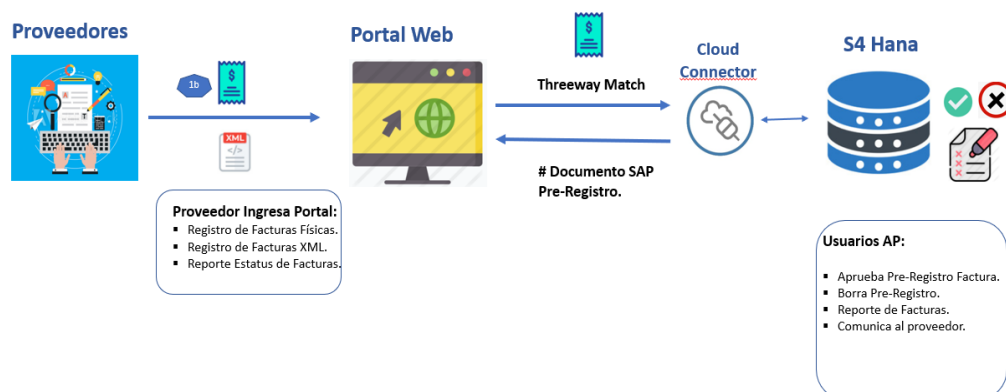 Proveedores
Portal Web
Cloud
Connector
S4 Hana
1b
$
XML
</>
$
Threeway Match
# Documento SAP
Pre-Registro.
Proveedor Ingresa Portal:
▪ Registro de Facturas Físicas.
▪ Registro de Facturas XML.
▪ Reporte Estatus de Facturas.
Usuarios AP:
▪ Aprueba Pre-Registro Factura.
▪ Borra Pre-Registro.
▪ Reporte de Facturas.
▪ Comunica al proveedor.